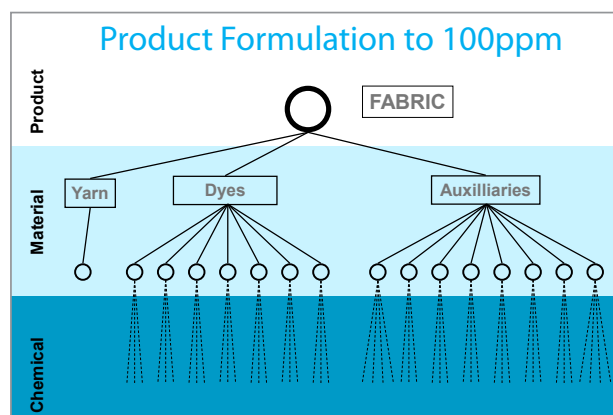 Product Formulation to 100ppm
Product
FABRIC
Material
Yarn
Dyes
Auxilliaries
Chemical